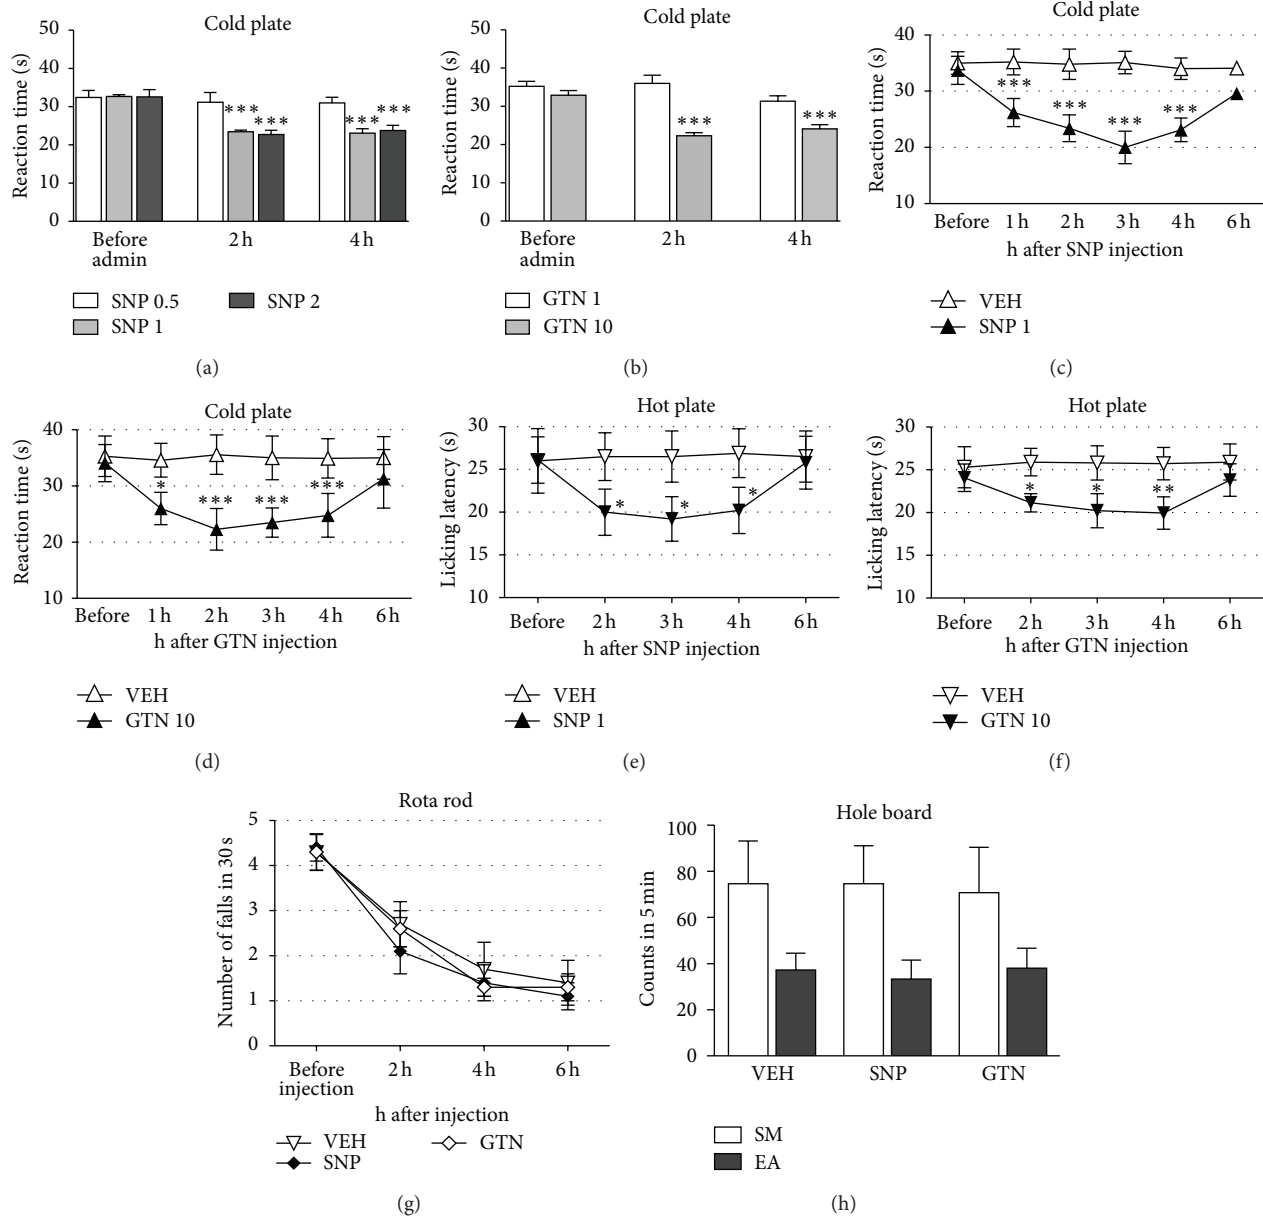 Cold plate
Reaction time (s)
50
40
30
20
10
0
*** ***
*** ***
Before admin
2 h
4 h
SNP 0.5
SNP 2
SNP 1
(a)
Cold plate
Reaction time (s)
50
40
30
20
10
0
***
***
Before admin
2 h
4 h
GTN 1
GTN 10
(b)
Cold plate
Reaction time (s)
40
30
20
10
***
***
***
***
Before 1 h 2 h 3 h 4 h 6 h
h after SNP injection
VEH
SNP 1
(c)
Cold plate
Reaction time (s)
40
30
20
10
*
***
***
***
Before 1 h 2 h 3 h 4 h 6 h
h after GTN injection
VEH
GTN 10
(d)
Hot plate
Licking latency (s)
30
25
20
15
10
*
*
*
Before 2 h 3 h 4 h 6 h
h after SNP injection
VEH
SNP 1
(e)
Hot plate
Licking latency (s)
30
25
20
15
10
*
*
**
Before 2 h 3 h 4 h 6 h
h after GTN injection
VEH
GTN 10
(f)
Rota rod
Number of falls in 30 s
5
4
3
2
1
0
Before injection
2 h
4 h
6 h
h after injection
VEH
GTN
SNP
(g)
Hole board
Counts in 5 min
100
80
60
40
20
0
VEH SNP GTN
SM
EA
(h)